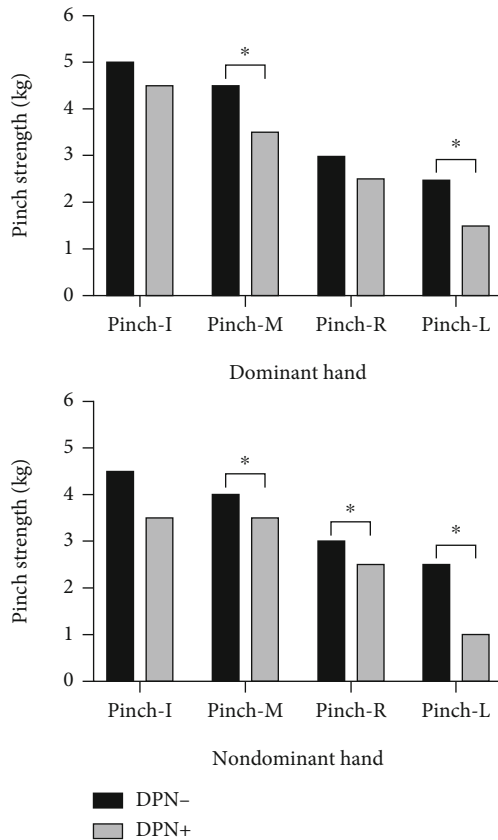 6
5
4
3
2
1
0
Pinch strength (kg)
*
*
Pinch-I Pinch-M Pinch-R Pinch-L
Dominant hand
6
5
4
3
2
1
0
Pinch strength (kg)
*
*
*
Pinch-I Pinch-M Pinch-R Pinch-L
Nondominant hand
DPN–
DPN+